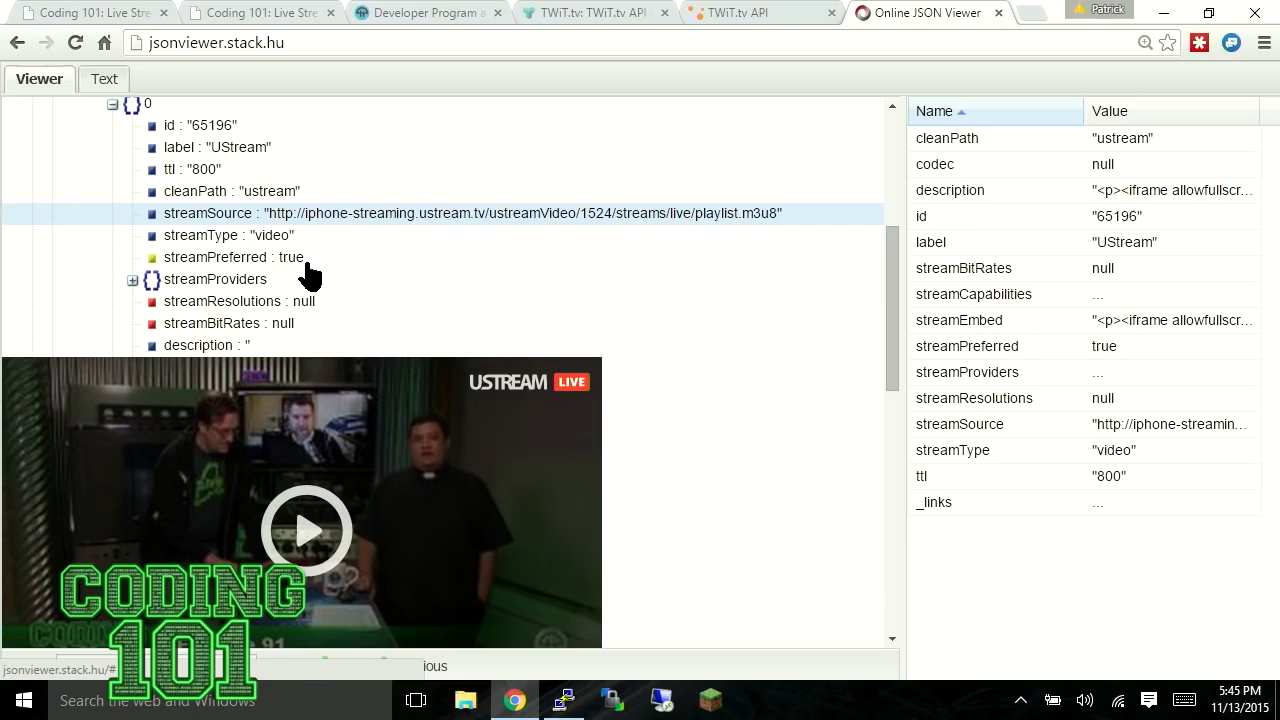 Coding 101: Live Stre
Coding 101: Live Stre
Developer Program a
TWiT.tv: TWiT.tv API
TWiT.tv API
Online JSON Viewer
Patrick
jsonviewer.stack.hu
Viewer
Text
0
id : "65196"
label : "UStream"
ttl : "800"
cleanPath : "ustream"
streamSource : "http://iphone-streaming.ustream.tv/ustreamVideo/1524/streams/live/playlist.m3u8"
streamType : "video"
streamPreferred : true
streamProviders
streamResolutions : null
streamBitRates : null
description : "
USTREAM LIVE
CODING
101
jsonviewer.stack.hu/#
ious
Name Value
cleanPath "ustream"
codec null
description "<p><iframe allowfullscr...
id "65196"
label "UStream"
streamBitRates null
streamCapabilities ...
streamEmbed "<p><iframe allowfullscr...
streamPreferred true
streamProviders ...
streamResolutions null
streamSource "http://iphone-streamin...
streamType "video"
ttl "800"
_links ...
Search the web and Windows
5:45 PM
11/13/2015